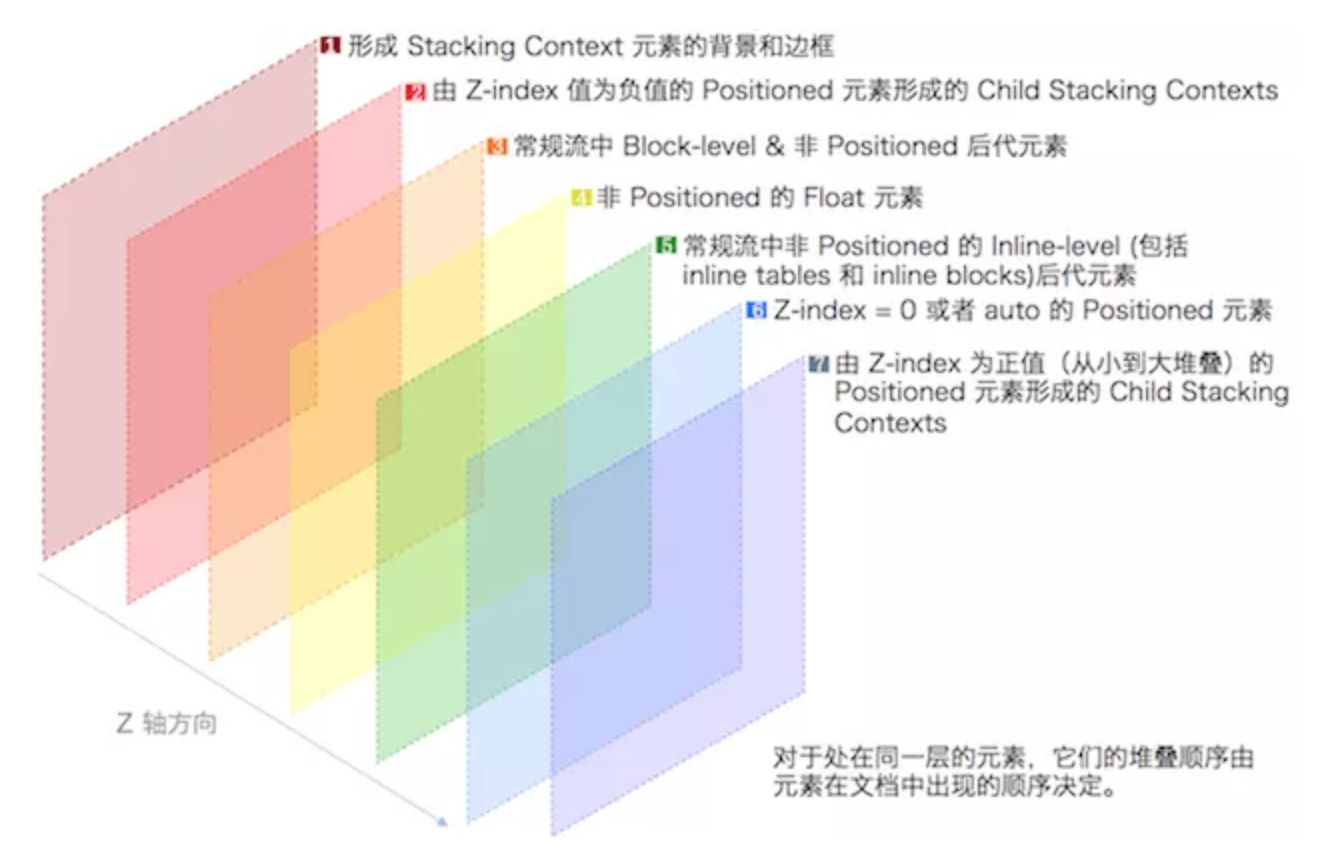 1 形成 Stacking Context 元素的背景和边框
2 由 Z-index 值为负值的 Positioned 元素形成的 Child Stacking Contexts
3 常规流中 Block-level & 非 Positioned 后代元素
4 非 Positioned 的 Float 元素
5 常规流中非 Positioned 的 Inline-level (包括
inline tables 和 inline blocks)后代元素
6 Z-index = 0 或者 auto 的 Positioned 元素
7 由 Z-index 为正值（从小到大堆叠）的
Positioned 元素形成的 Child Stacking
Contexts
Z 轴方向
对于处在同一层的元素，它们的堆叠顺序由
元素在文档中出现的顺序决定。